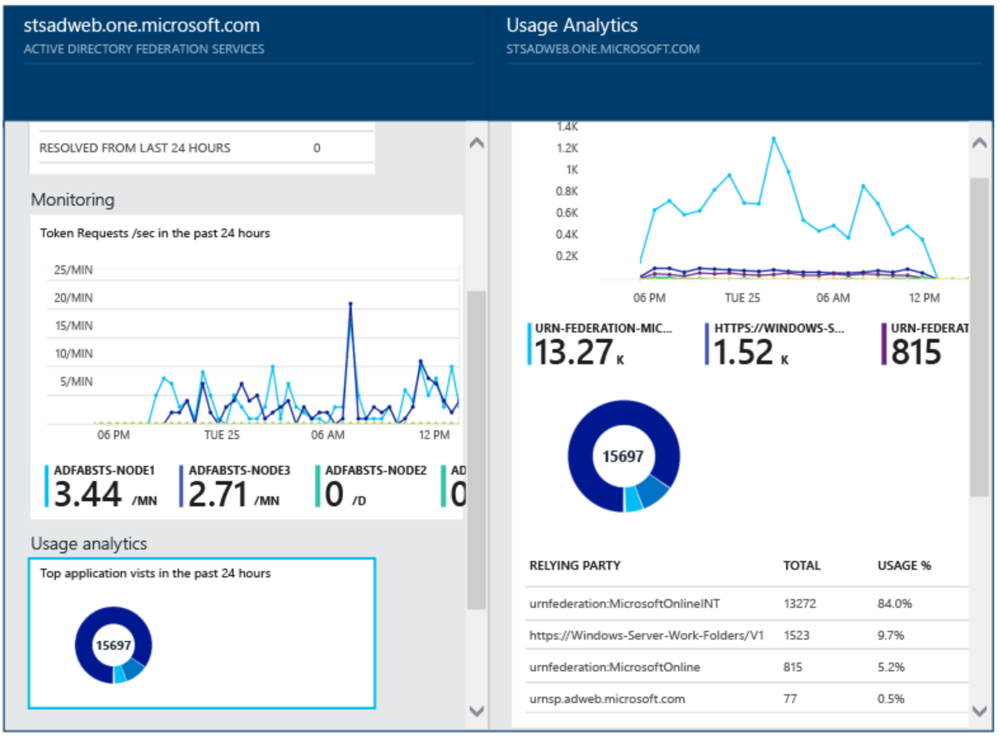 stsadweb.one.microsoft.com
ACTIVE DIRECTORY FEDERATION SERVICES
RESOLVED FROM LAST 24 HOURS 0
Monitoring
Token Requests /sec in the past 24 hours
25/MIN
20/MIN
15/MIN
10/MIN
5/MIN
06 PM TUE 25 06 AM 12 PM
ADFABSTS-NODE1 ADFABSTS-NODE3 ADFABSTS-NODE2 AD
3.44 /MN 2.71 /MN 0 /D 0
Usage analytics
Top application vists in the past 24 hours
15697
Usage Analytics
STSADWEB.ONE.MICROSOFT.COM
1.4K
1.2K
1K
0.8K
0.6K
0.4K
0.2K
06 PM TUE 25 06 AM 12 PM
URN-FEDERATION-MIC... HTTPS://WINDOWS-S... URN-FEDERAT
13.27 K 1.52 K 815
15697
RELYING PARTY TOTAL USAGE %
urnfederation:MicrosoftOnlineINT 13272 84.0%
https://Windows-Server-Work-Folders/V1 1523 9.7%
urnfederation:MicrosoftOnline 815 5.2%
urnsp.adweb.microsoft.com 77 0.5%